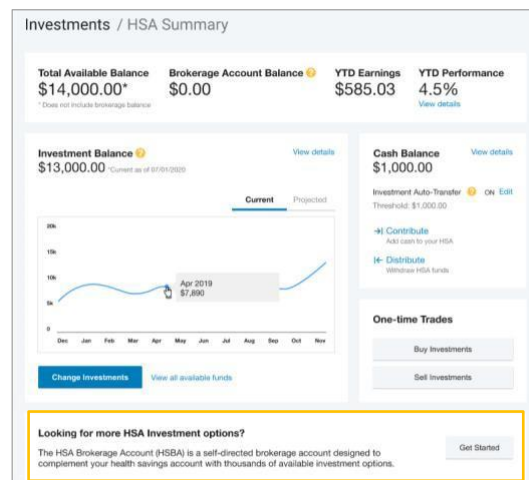 Investments / HSA Summary
Total Available Balance
$14,000.00*
* Does not include brokerage balance
Brokerage Account Balance
$0.00
YTD Earnings
$585.03
YTD Performance
4.5%
View details
Investment Balance
View details
$13,000.00 *Current as of 07/01/2020
Current Projected
20k
15k
10k
5k
0
Apr 2019
$7,890
Dec Jan Feb Mar Apr May Jun Jul Aug Sep Oct Nov
Change Investments
View all available funds
Cash Balance
View details
$1,000.00
Investment Auto-Transfer ON Edit
Threshold: $1,000.00
Contribute
Add cash to your HSA
Distribute
Withdraw HSA funds
One-time Trades
Buy Investments
Sell Investments
Looking for more HSA Investment options?
The HSA Brokerage Account (HSBA) is a self-directed brokerage account designed to
complement your health savings account with thousands of available investment options.
Get Started